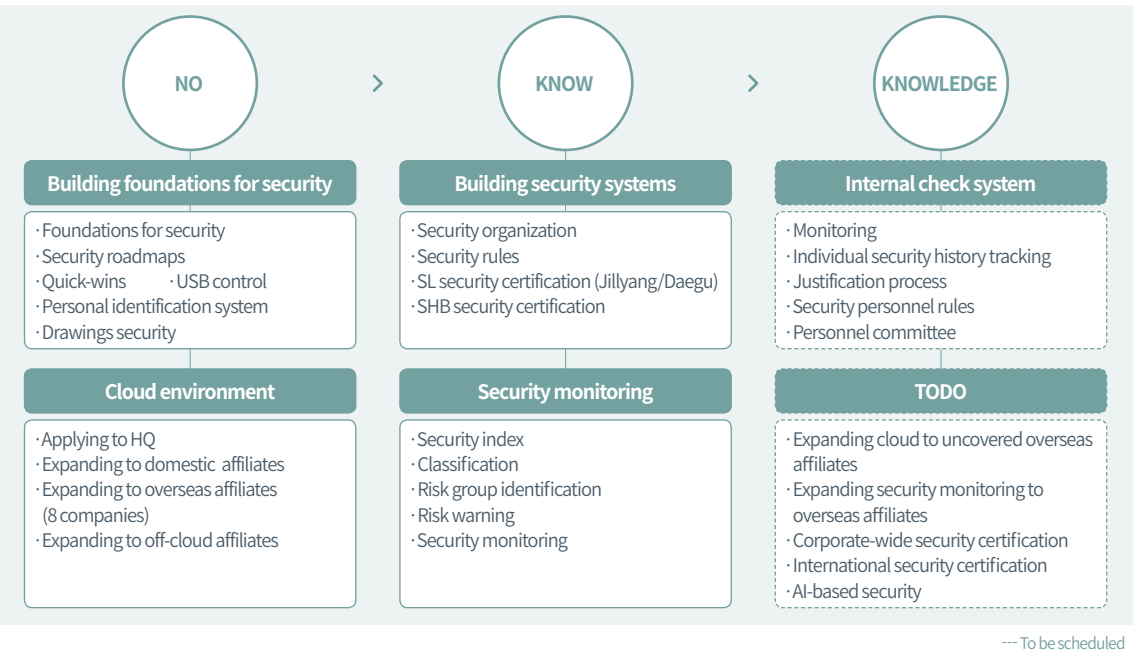 NO
>
KNOW
>
KNOWLEDGE
Building foundations for security
· Foundations for security
· Security roadmaps
· Quick-wins · USB control
· Personal identification system
· Drawings security
Cloud environment
· Applying to HQ
· Expanding to domestic affiliates
· Expanding to overseas affiliates
(8 companies)
· Expanding to off-cloud affiliates
Building security systems
· Security organization
· Security rules
· SL security certification (Jillyang/Daegu)
· SHB security certification
Security monitoring
· Security index
· Classification
· Risk group identification
· Risk warning
· Security monitoring
Internal check system
· Monitoring
· Individual security history tracking
· Justification process
· Security personnel rules
· Personnel committee
TODO
· Expanding cloud to uncovered overseas
affiliates
· Expanding security monitoring to
overseas affiliates
· Corporate-wide security certification
· International security certification
· AI-based security
--- To be scheduled